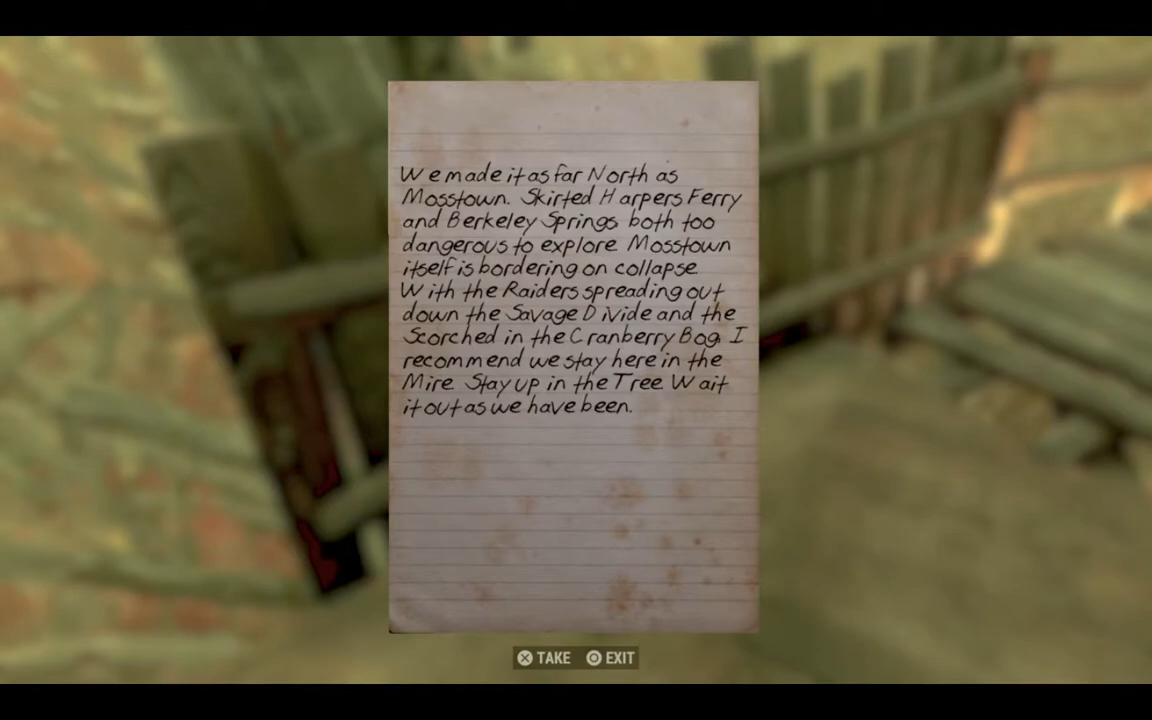 We made it as far North as
Mosstown. Skirted Harpers Ferry
and Berkeley Springs both too
dangerous to explore Mosstown
itself is bordering on collapse
With the Raiders spreading out
down the Savage Divide and the
Scorched in the Cranberry Bog. I
recommend we stay here in the
Mire Stay up in the Tree Wait
it out as we have been.
TAKE EXIT